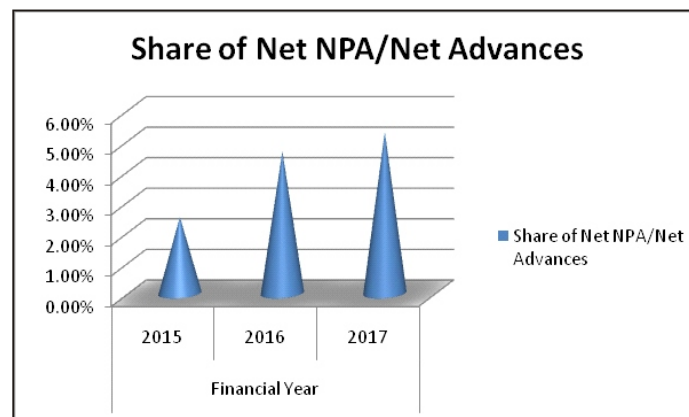 Share of Net NPA/Net Advances
6.00%
5.00%
4.00%
3.00%
2.00%
1.00%
0.00%
2015 2016 2017
Financial Year
Share of Net NPA/Net
Advances